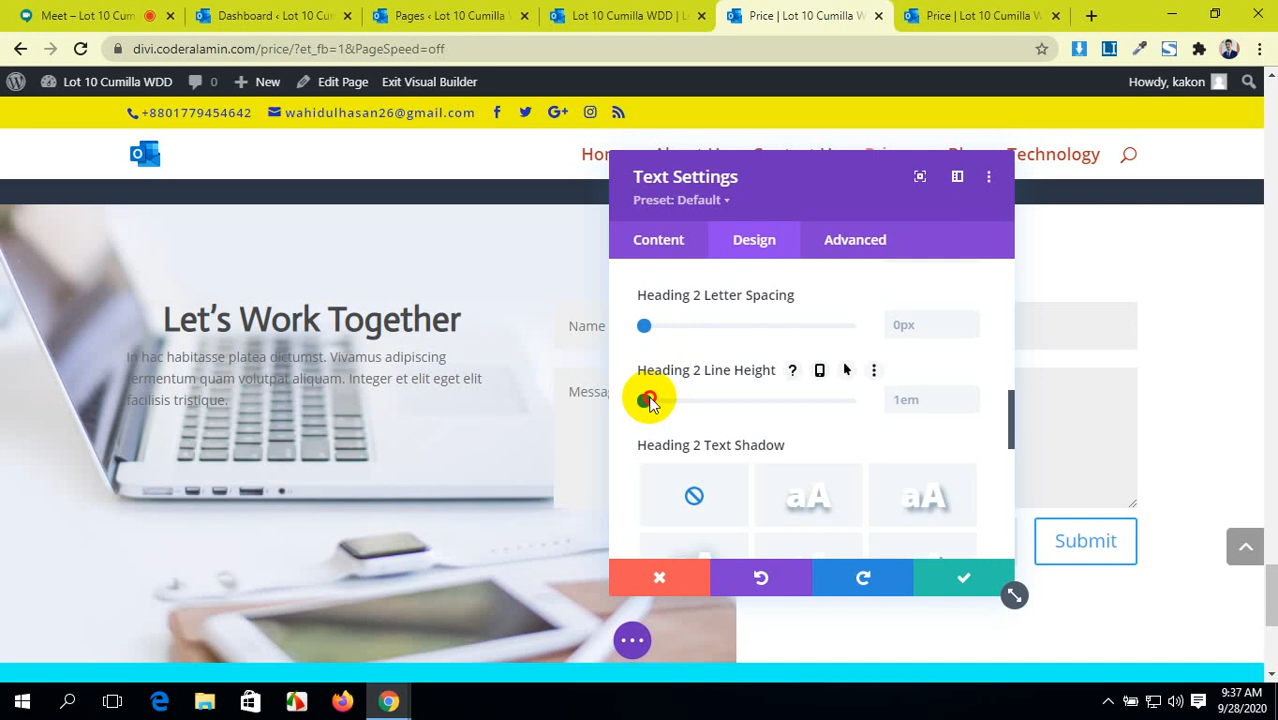 Meet – Lot 10 Cum
Dashboard ‹ Lot 10 Cumilla
Pages ‹ Lot 10 Cumilla WDD
Lot 10 Cumilla WDD | L
Price | Lot 10 Cumilla W
Price | Lot 10 Cumilla WDD
divi.coderalamin.com/price/?et_fb=1&PageSpeed=off
Lot 10 Cumilla WDD
0
New
Edit Page
Exit Visual Builder
Howdy, kakon
+8801779454642
wahidulhasan26@gmail.com
Technology
Text Settings
Preset: Default
Content
Design
Advanced
Heading 2 Letter Spacing
0px
Heading 2 Line Height
1em
Heading 2 Text Shadow
aA
aA
Let's Work Together
In hac habitasse platea dictumst. Vivamus adipiscing
fermentum quam volutpat aliquam. Integer et elit eget elit
facilisis tristique.
Name
Messa
Submit
9:37 AM
9/28/2020